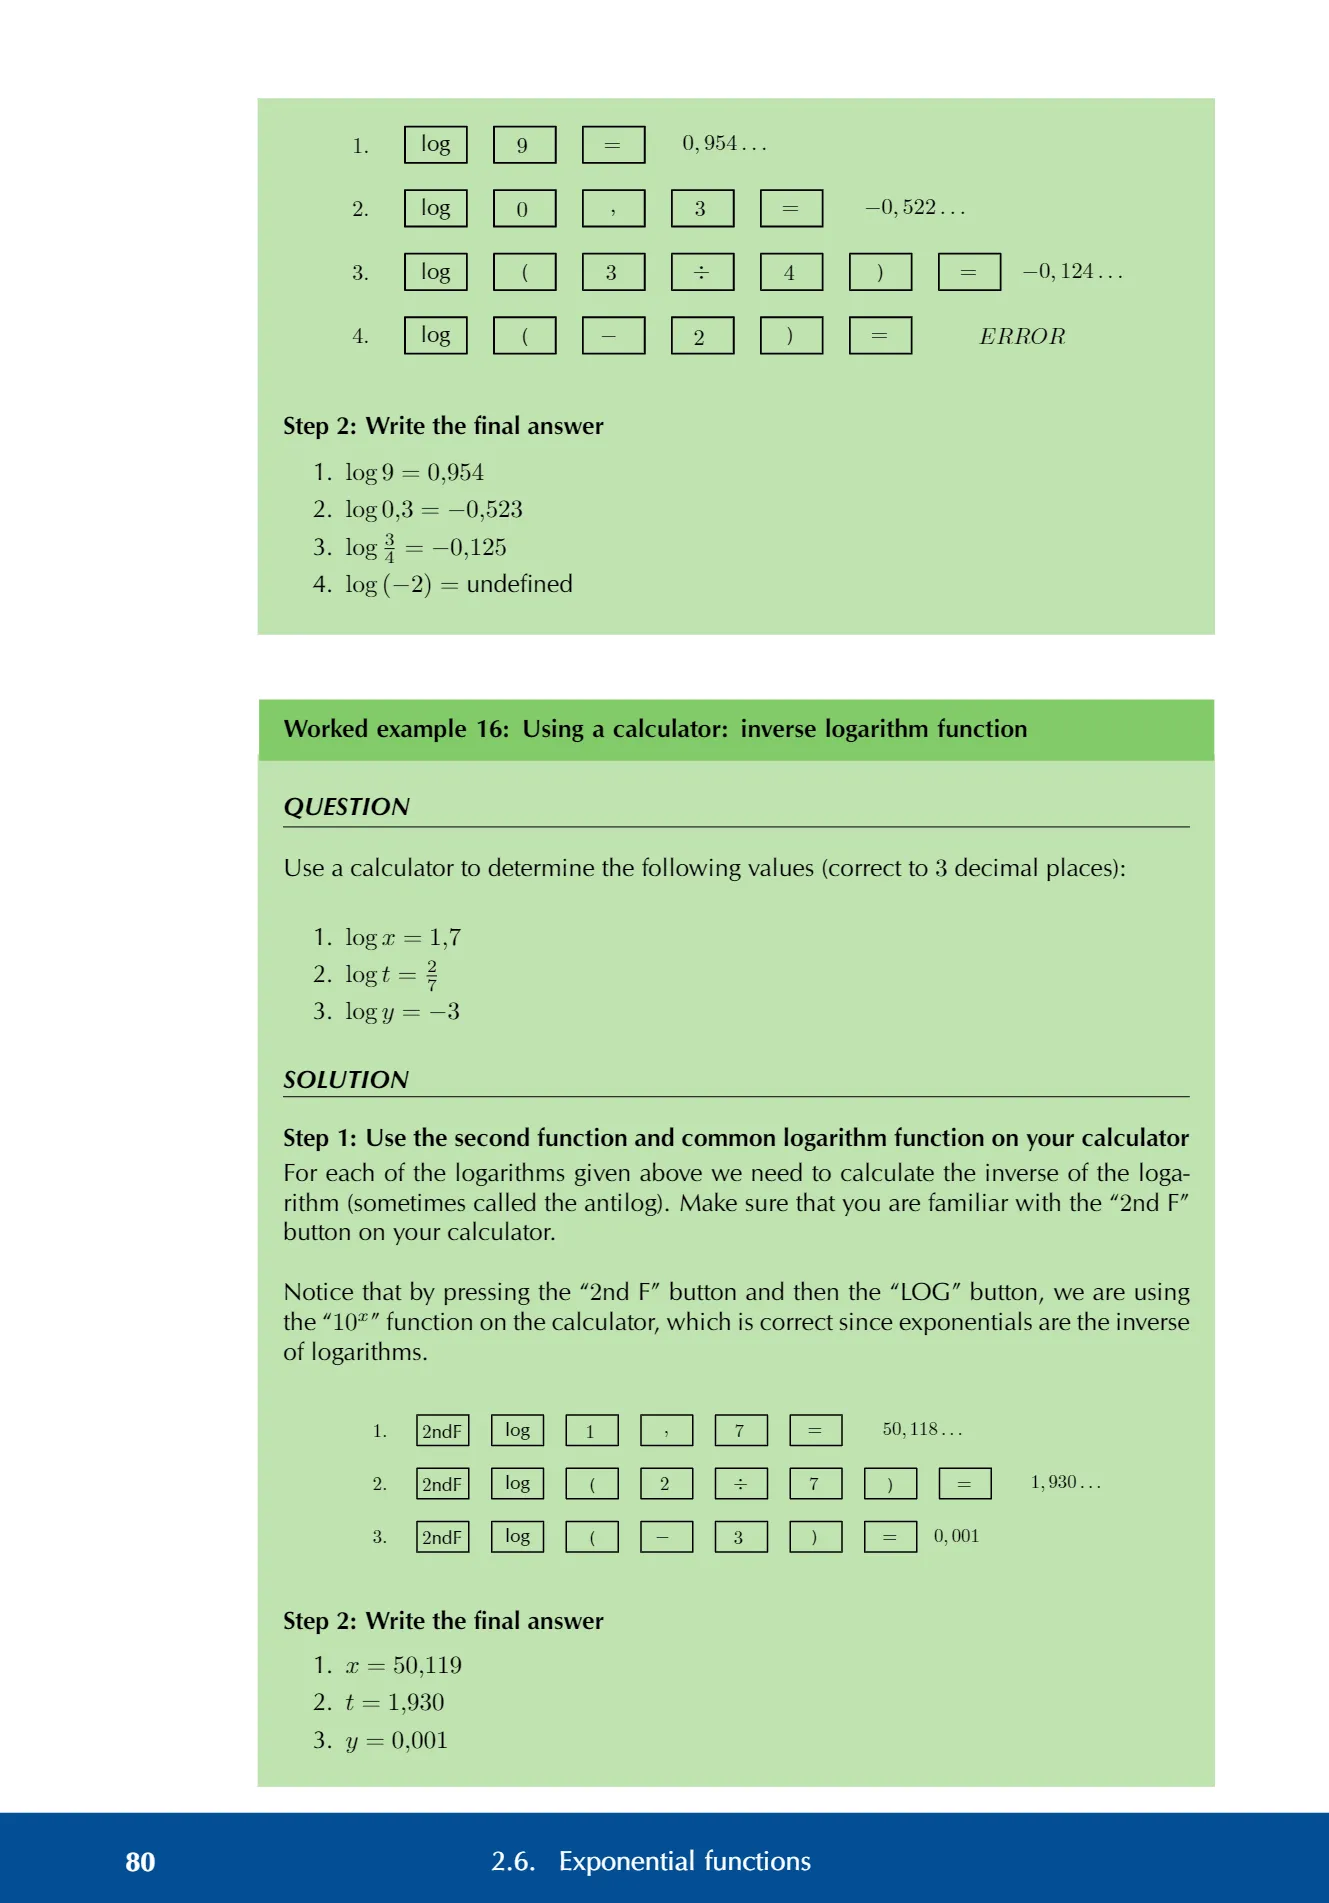 1. log 9 = 0, 954 . . .
2. log 0 , 3 = −0, 522 . . .
3. log ( 3 ÷ 4 ) = −0, 124 . . .
4. log ( − 2 ) = ERROR
Step 2: Write the final answer
1. log 9 = 0,954
2. log 0,3 = −0,523
3. log 3/4 = −0,125
4. log (−2) = undefined
Worked example 16: Using a calculator: inverse logarithm function
QUESTION
Use a calculator to determine the following values (correct to 3 decimal places):
1. log x = 1,7
2. log t = 2/7
3. log y = −3
SOLUTION
Step 1: Use the second function and common logarithm function on your calculator
For each of the logarithms given above we need to calculate the inverse of the loga-
rithm (sometimes called the antilog). Make sure that you are familiar with the “2nd F”
button on your calculator.
Notice that by pressing the “2nd F” button and then the “LOG” button, we are using
the “10ˣ” function on the calculator, which is correct since exponentials are the inverse
of logarithms.
1. 2ndF log 1 , 7 = 50, 118 . . .
2. 2ndF log ( 2 ÷ 7 ) = 1, 930 . . .
3. 2ndF log ( − 3 ) = 0, 001
Step 2: Write the final answer
1. x = 50,119
2. t = 1,930
3. y = 0,001
80 2.6. Exponential functions